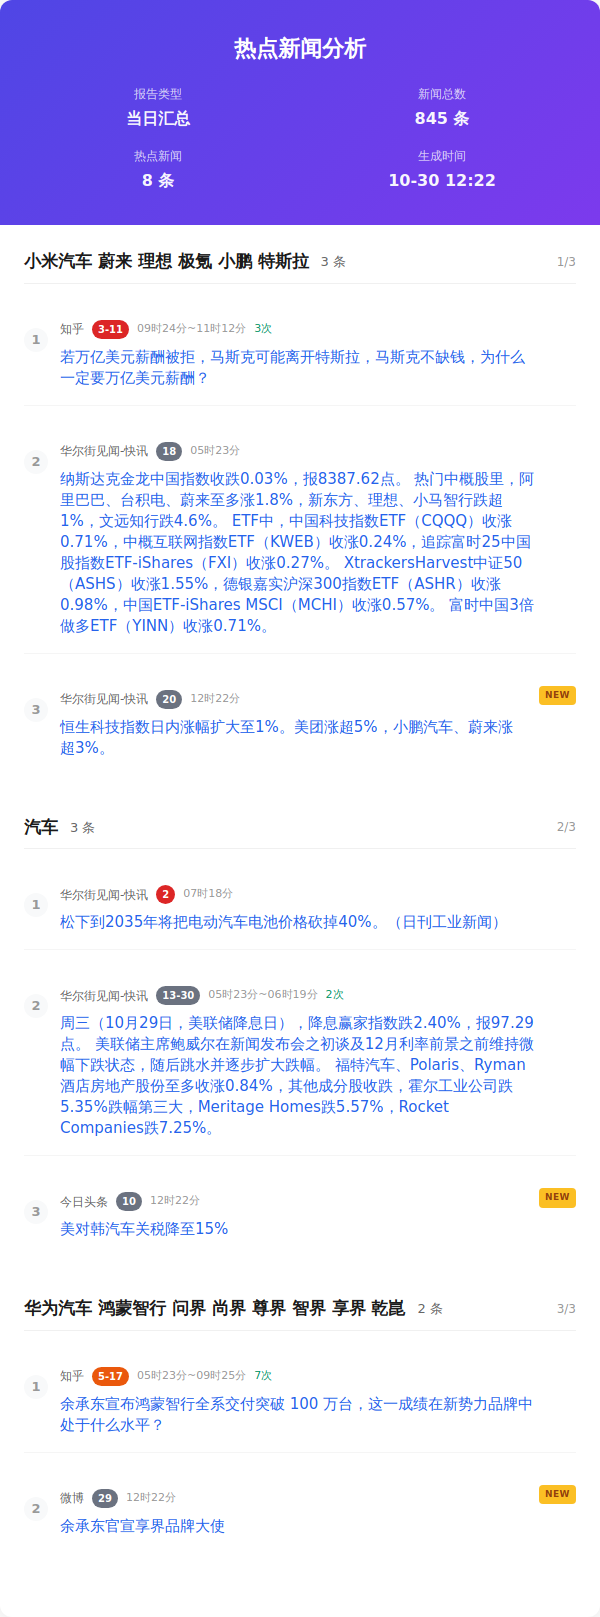 热点新闻分析
报告类型
新闻总数
当日汇总
845 条
热点新闻
生成时间
8 条
10-30 12:22
小米汽车 蔚来 理想 极氪 小鹏 特斯拉 3 条 1/3
1
知乎 3-11 09时24分~11时12分 3次
若万亿美元薪酬被拒，马斯克可能离开特斯拉，马斯克不缺钱，为什么
一定要万亿美元薪酬？
2
华尔街见闻-快讯 18 05时23分
纳斯达克金龙中国指数收跌0.03%，报8387.62点。 热门中概股里，阿
里巴巴、台积电、蔚来至多涨1.8%，新东方、理想、小马智行跌超
1%，文远知行跌4.6%。 ETF中，中国科技指数ETF（CQQQ）收涨
0.71%，中概互联网指数ETF（KWEB）收涨0.24%，追踪富时25中国
股指数ETF-iShares（FXI）收涨0.27%。 XtrackersHarvest中证50
（ASHS）收涨1.55%，德银嘉实沪深300指数ETF（ASHR）收涨
0.98%，中国ETF-iShares MSCI（MCHI）收涨0.57%。 富时中国3倍
做多ETF（YINN）收涨0.71%。
3
华尔街见闻-快讯 20 12时22分 NEW
恒生科技指数日内涨幅扩大至1%。美团涨超5%，小鹏汽车、蔚来涨
超3%。
汽车 3 条 2/3
1
华尔街见闻-快讯 2 07时18分
松下到2035年将把电动汽车电池价格砍掉40%。（日刊工业新闻）
2
华尔街见闻-快讯 13-30 05时23分~06时19分 2次
周三（10月29日，美联储降息日），降息赢家指数跌2.40%，报97.29
点。 美联储主席鲍威尔在新闻发布会之初谈及12月利率前景之前维持微
幅下跌状态，随后跳水并逐步扩大跌幅。 福特汽车、Polaris、Ryman
酒店房地产股份至多收涨0.84%，其他成分股收跌，霍尔工业公司跌
5.35%跌幅第三大，Meritage Homes跌5.57%，Rocket
Companies跌7.25%。
3
今日头条 10 12时22分 NEW
美对韩汽车关税降至15%
华为汽车 鸿蒙智行 问界 尚界 尊界 智界 享界 乾崑 2 条 3/3
1
知乎 5-17 05时23分~09时25分 7次
余承东宣布鸿蒙智行全系交付突破 100 万台，这一成绩在新势力品牌中
处于什么水平？
2
微博 29 12时22分 NEW
余承东官宣享界品牌大使